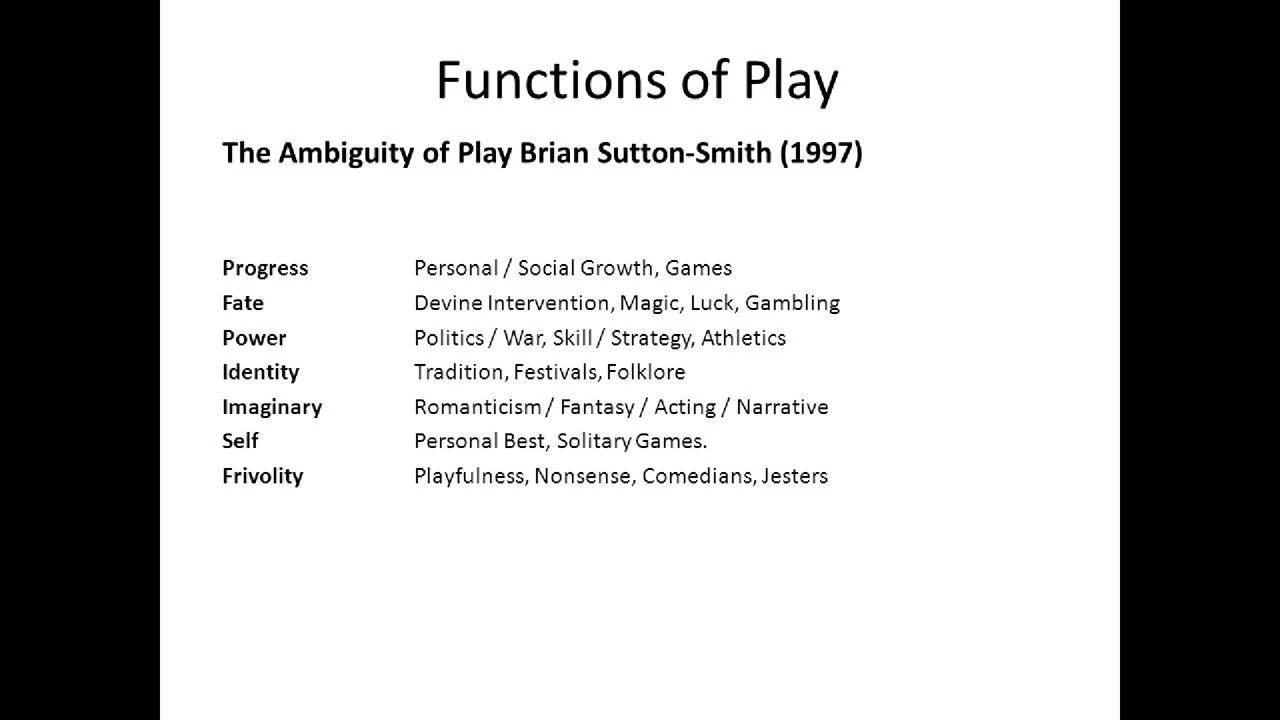 Functions of Play
The Ambiguity of Play Brian Sutton-Smith (1997)
Progress Personal / Social Growth, Games
Fate Devine Intervention, Magic, Luck, Gambling
Power Politics / War, Skill / Strategy, Athletics
Identity Tradition, Festivals, Folklore
Imaginary Romanticism / Fantasy / Acting / Narrative
Self Personal Best, Solitary Games.
Frivolity Playfulness, Nonsense, Comedians, Jesters